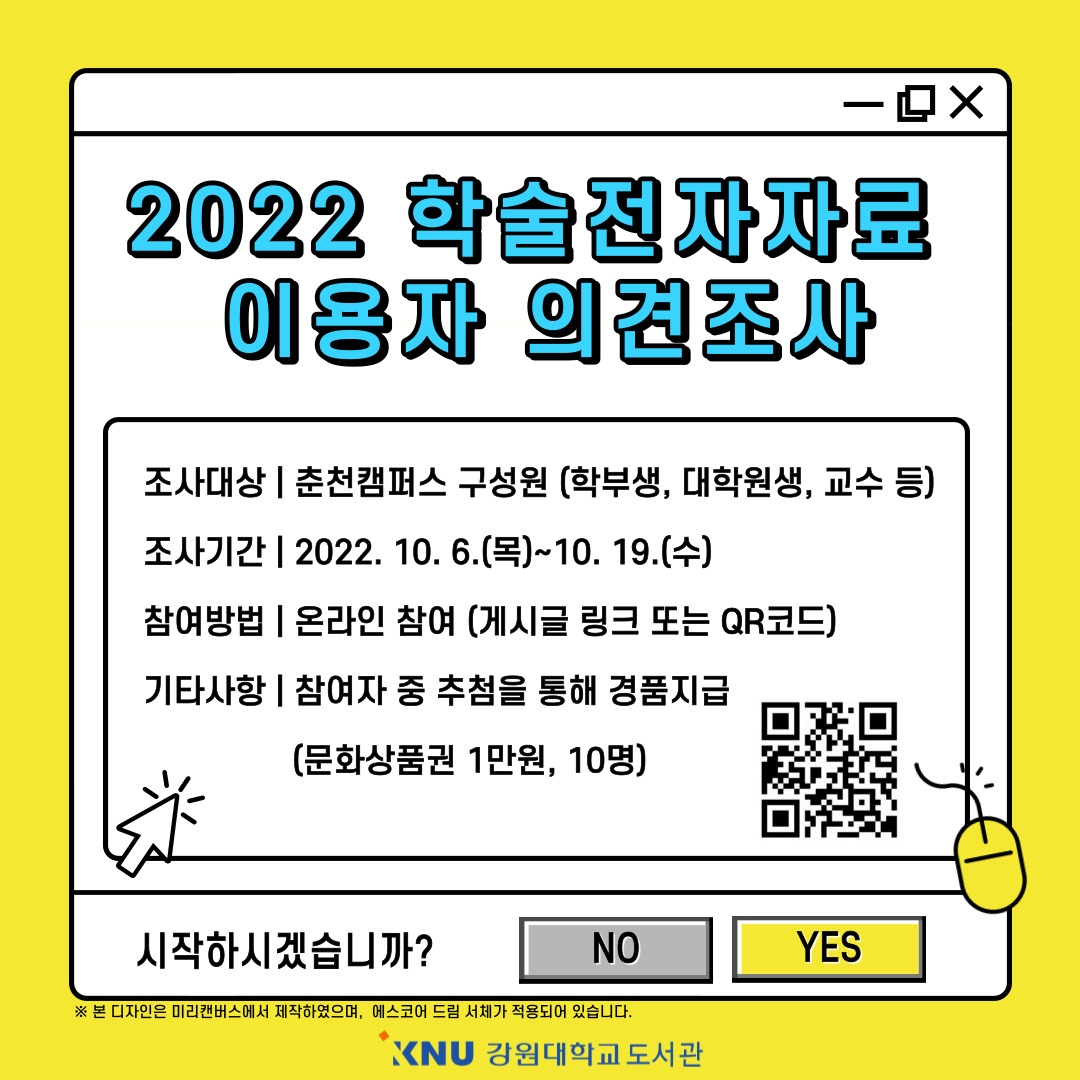 2022 학술전자자료
이용자 의견조사
조사대상 | 춘천캠퍼스 구성원 (학부생, 대학원생, 교수 등)
조사기간 | 2022. 10. 6.(목)~10. 19.(수)
참여방법 | 온라인 참여 (게시글 링크 또는 QR코드)
기타사항 | 참여자 중 추첨을 통해 경품지급
(문화상품권 1만원, 10명)
시작하시겠습니까? NO YES
※ 본 디자인은 미리캔버스에서 제작하였으며, 에스코어 드림 서체가 적용되어 있습니다.
KNU 강원대학교도서관